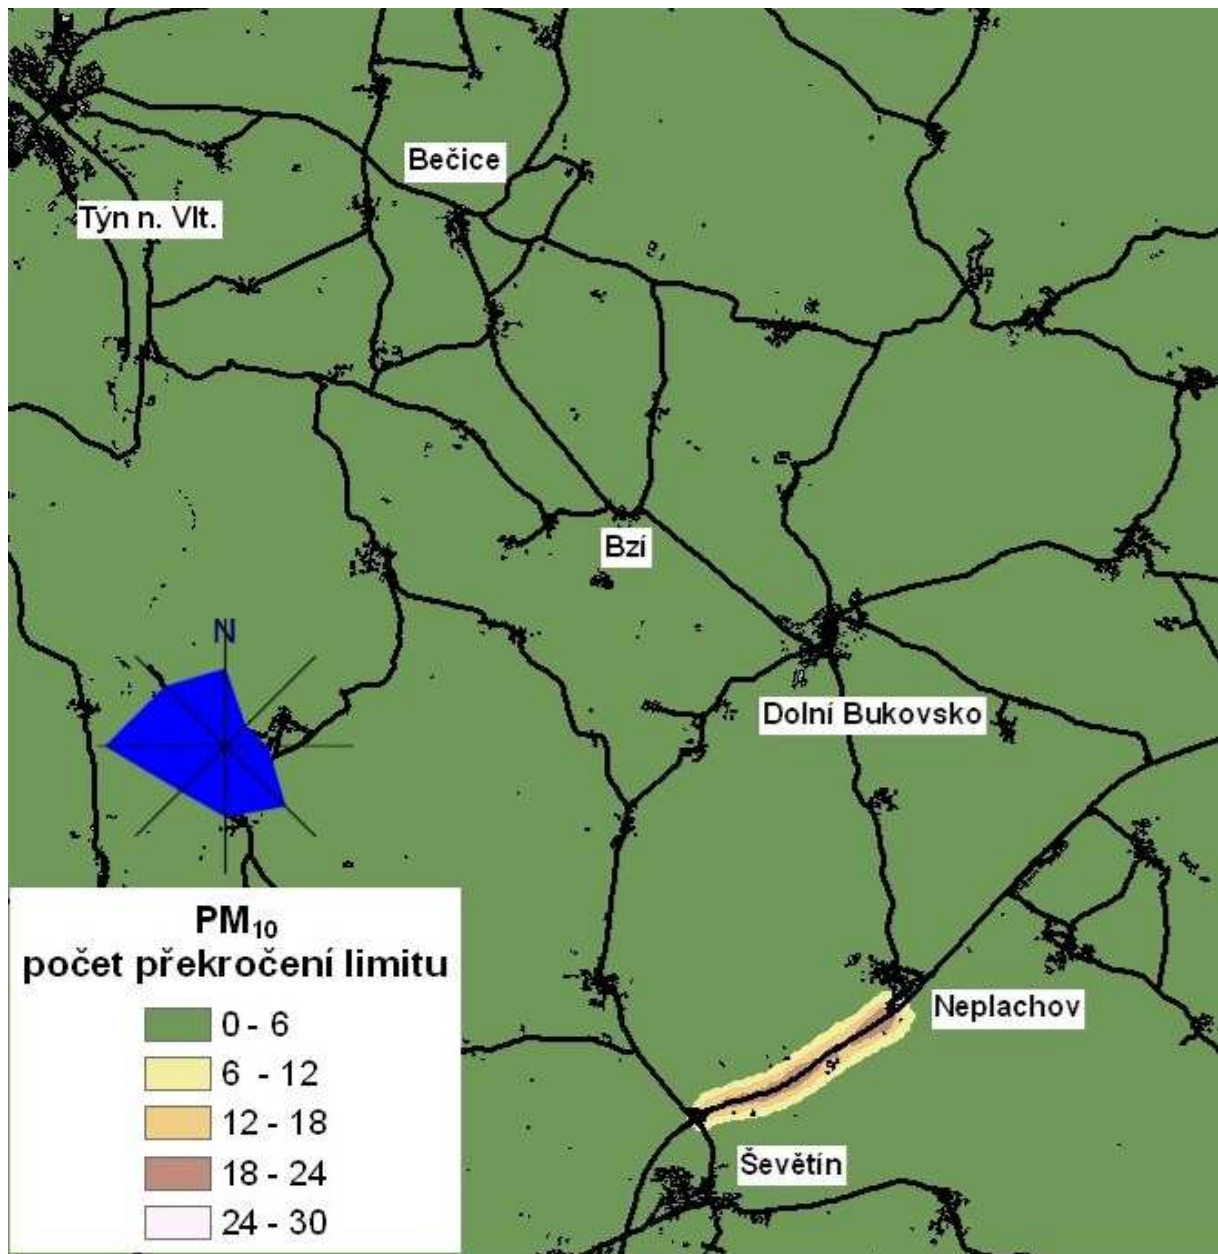 Bečice
Týn n. Vlt.
Bzí
N
Dolní Bukovsko
PM₁₀
počet překročení limitu
0 - 6
6 - 12
12 - 18
18 - 24
24 - 30
Neplachov
Ševětín